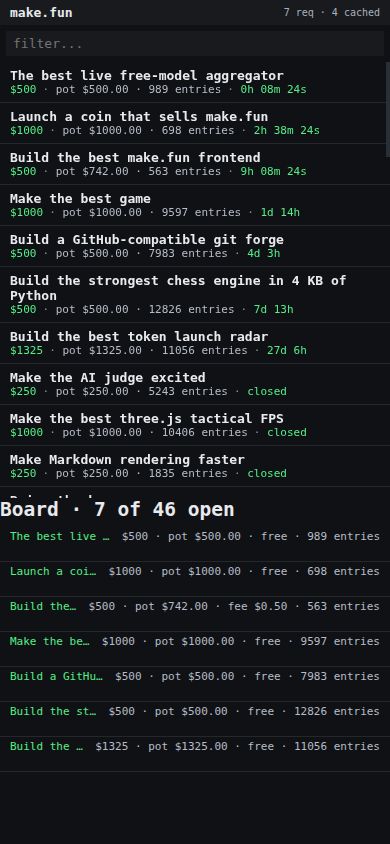 make.fun
7 req · 4 cached
filter...
The best live free-model aggregator
$500 · pot $500.00 · 989 entries · 0h 08m 24s
Launch a coin that sells make.fun
$1000 · pot $1000.00 · 698 entries · 2h 38m 24s
Build the best make.fun frontend
$500 · pot $742.00 · 563 entries · 9h 08m 24s
Make the best game
$1000 · pot $1000.00 · 9597 entries · 1d 14h
Build a GitHub-compatible git forge
$500 · pot $500.00 · 7983 entries · 4d 3h
Build the strongest chess engine in 4 KB of
Python
$500 · pot $500.00 · 12826 entries · 7d 13h
Build the best token launch radar
$1325 · pot $1325.00 · 11056 entries · 27d 6h
Make the AI judge excited
$250 · pot $250.00 · 5243 entries · closed
Make the best three.js tactical FPS
$1000 · pot $1000.00 · 10406 entries · closed
Make Markdown rendering faster
$250 · pot $250.00 · 1835 entries · closed
Board · 7 of 46 open
The best live … $500 · pot $500.00 · free · 989 entries
Launch a coi… $1000 · pot $1000.00 · free · 698 entries
Build the… $500 · pot $742.00 · fee $0.50 · 563 entries
Make the be… $1000 · pot $1000.00 · free · 9597 entries
Build a GitHu… $500 · pot $500.00 · free · 7983 entries
Build the st… $500 · pot $500.00 · free · 12826 entries
Build the … $1325 · pot $1325.00 · free · 11056 entries